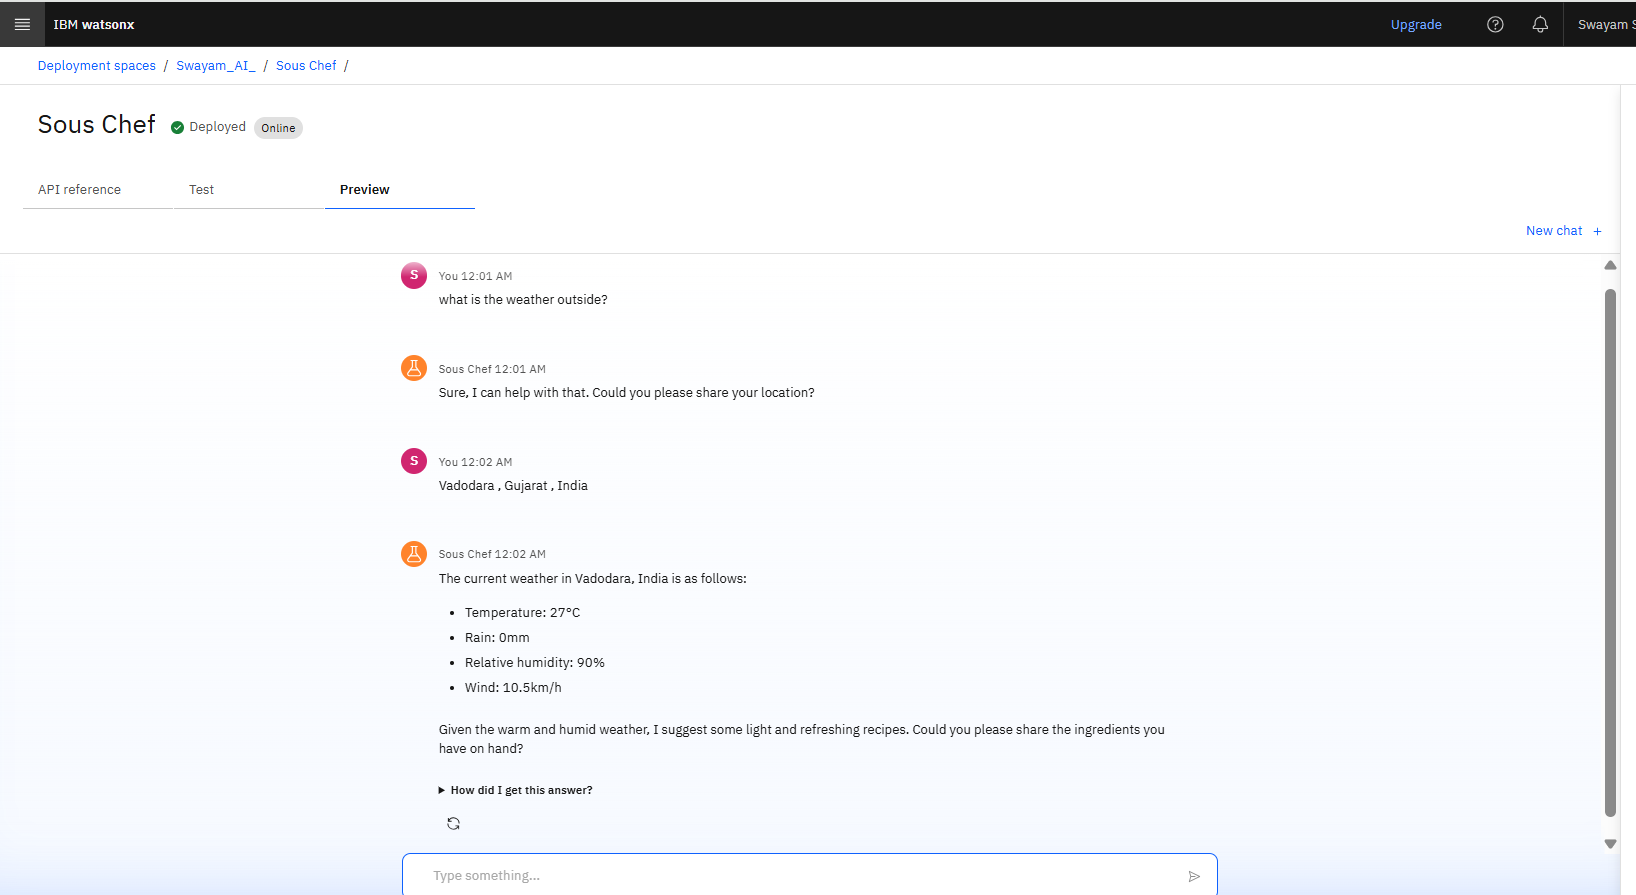 IBM watsonx
Upgrade
Swayam S
Deployment spaces / Swayam_AI_ / Sous Chef /
Sous Chef
Deployed
Online
API reference
Test
Preview
New chat +
S
You 12:01 AM
what is the weather outside?
Sous Chef 12:01 AM
Sure, I can help with that. Could you please share your location?
S
You 12:02 AM
Vadodara , Gujarat , India
Sous Chef 12:02 AM
The current weather in Vadodara, India is as follows:
• Temperature: 27°C
• Rain: 0mm
• Relative humidity: 90%
• Wind: 10.5km/h
Given the warm and humid weather, I suggest some light and refreshing recipes. Could you please share the ingredients you
have on hand?
How did I get this answer?
Type something...